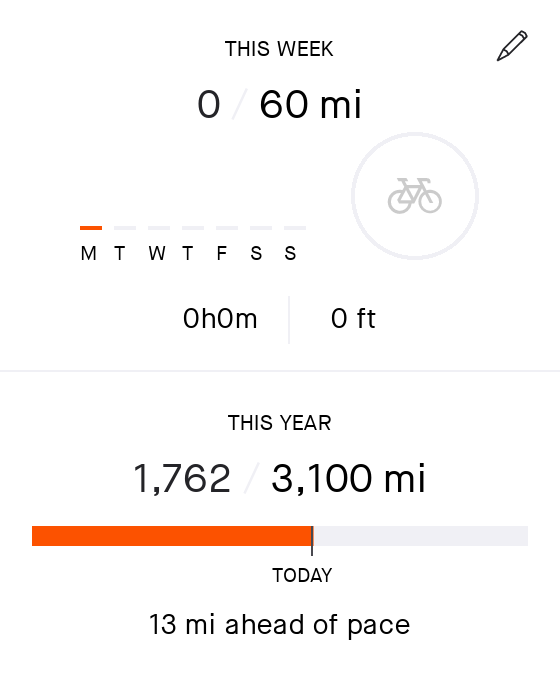 THIS WEEK
0 / 60 mi
M T W T F S S
0h0m 0 ft
THIS YEAR
1,762 / 3,100 mi
TODAY
13 mi ahead of pace